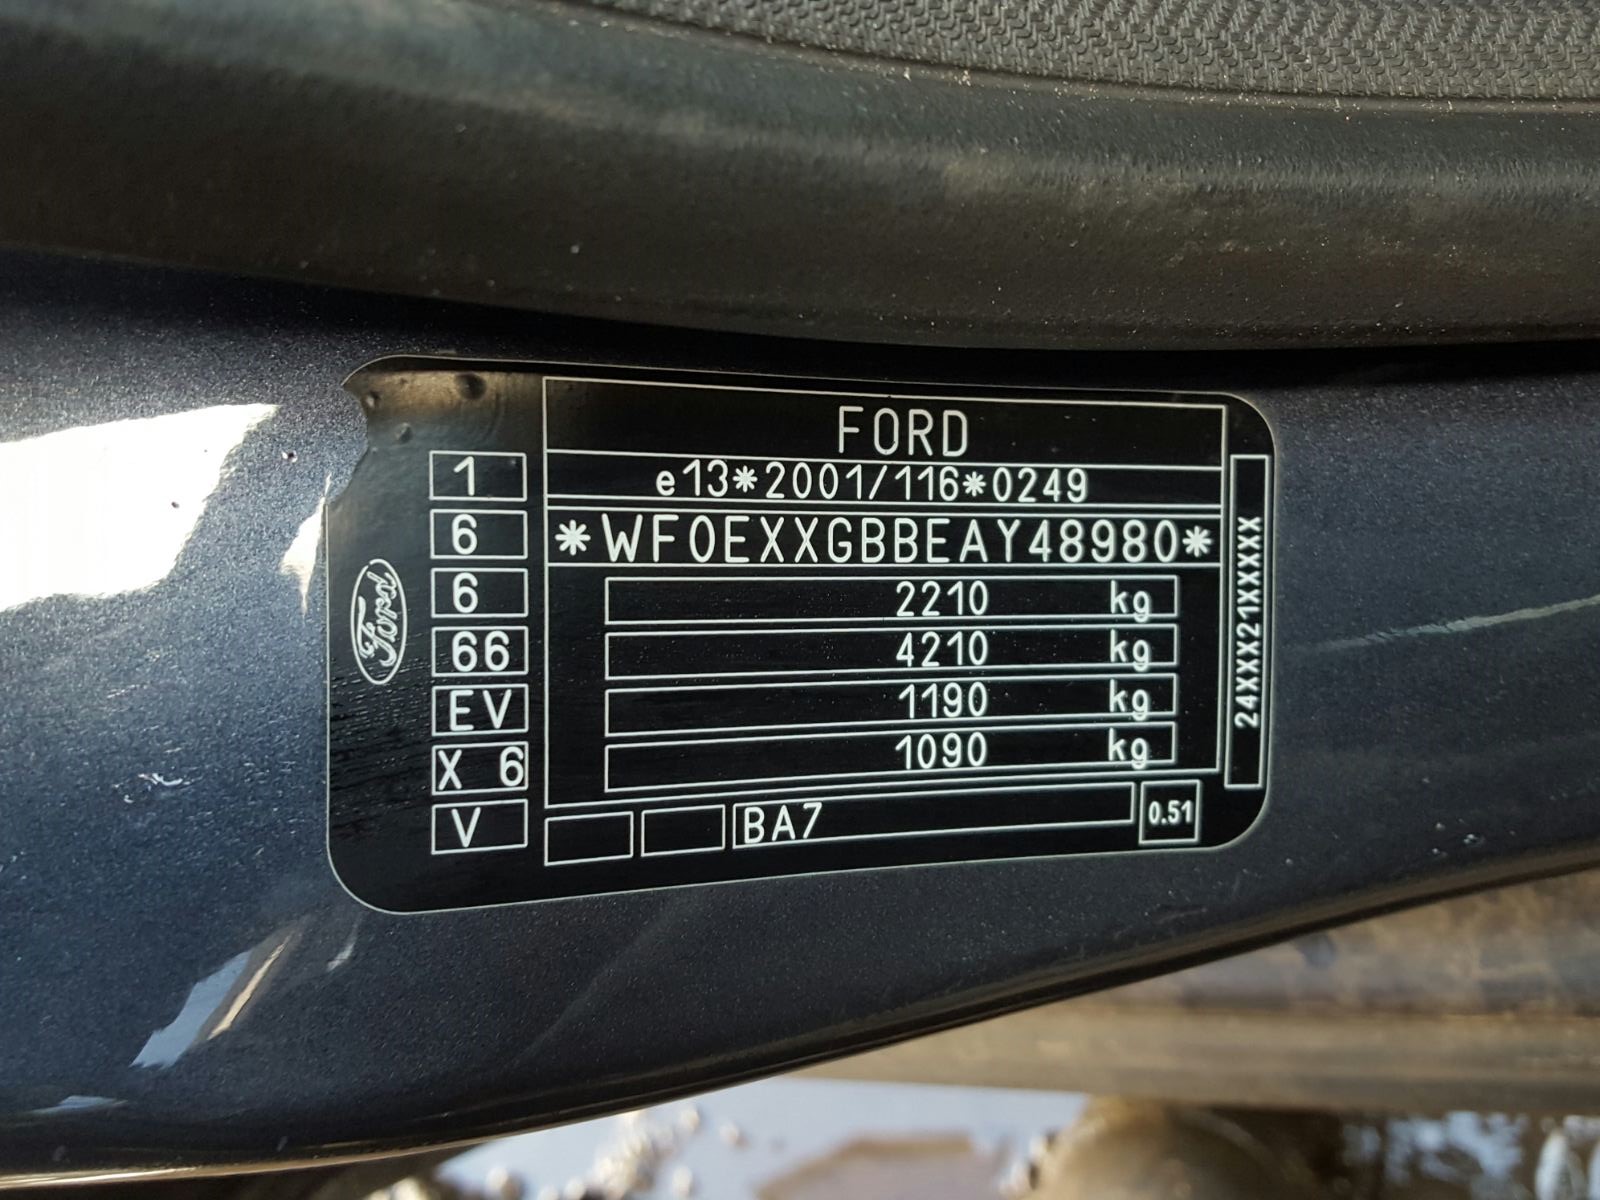 FORD
e13*2001/116*0249
*WF0EXXGBBEAY48980*
2210 kg
4210 kg
1190 kg
1090 kg
BA7
0.51
1
6
6
66
EV
X 6
V
Ford
24XXX21XXXXX